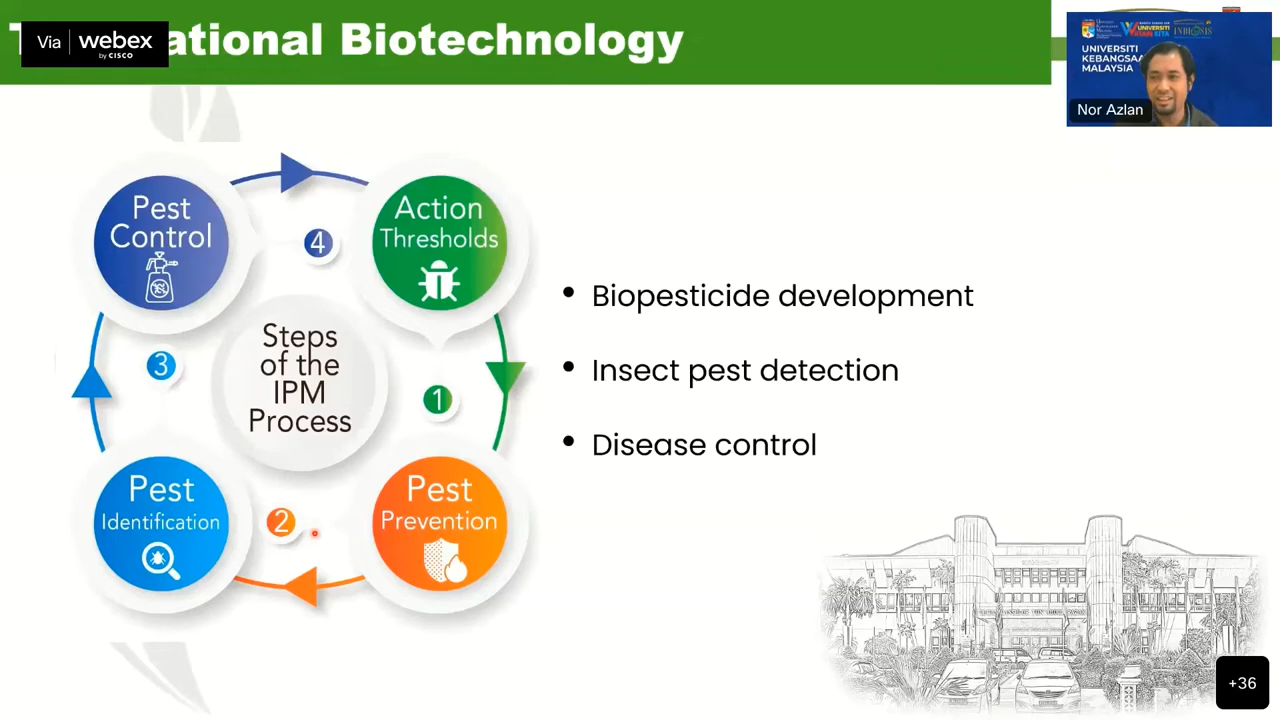 Via webex
by CISCO
ational Biotechnology
UNIVERSITI
KEBANGSAA
MALAYSIA
Nor Azlan
Pest
Control
4
Action
Thresholds
3
Steps
of the
IPM
Process
1
Pest
Identification
2
Pest
Prevention
• Biopesticide development
• Insect pest detection
• Disease control
+36